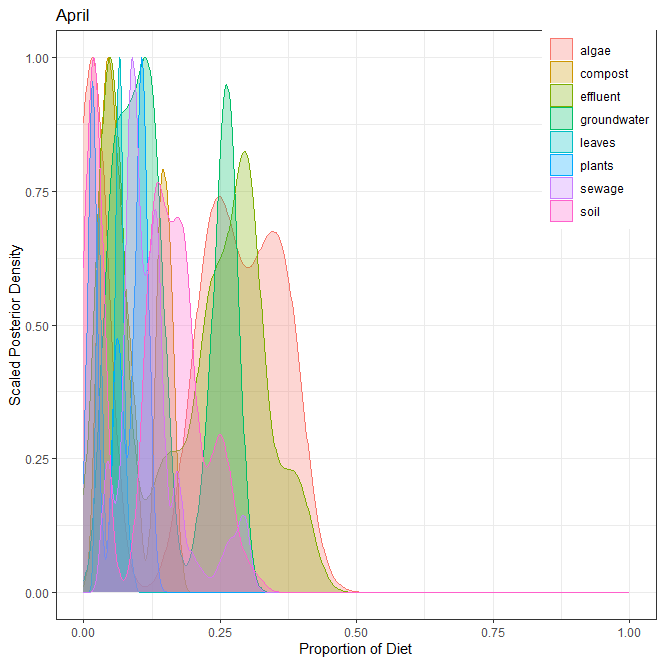 April
algae
compost
effluent
groundwater
leaves
plants
sewage
soil
Scaled Posterior Density
1.00
0.75
0.50
0.25
0.00
0.00 0.25 0.50 0.75 1.00
Proportion of Diet